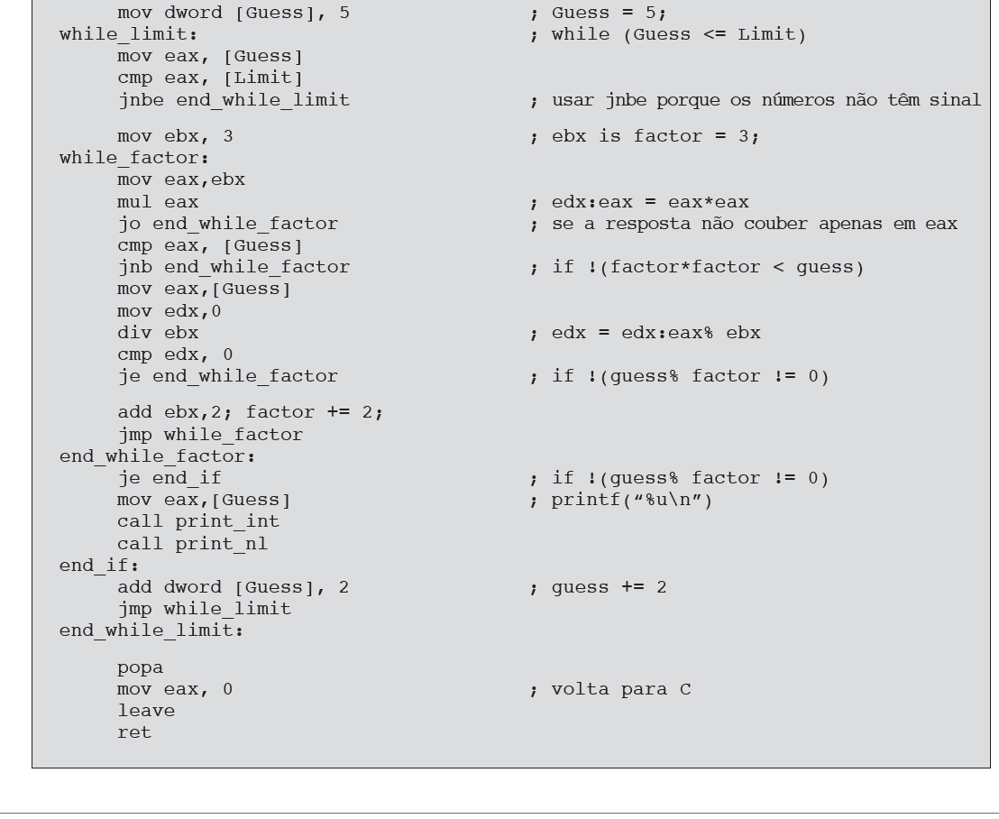 mov dword [Guess], 5 ; Guess = 5;
while_limit: ; while (Guess <= Limit)
mov eax, [Guess]
cmp eax, [Limit]
jnbe end_while_limit ; usar jnbe porque os números não têm sinal
mov ebx, 3 ; ebx is factor = 3;
while_factor:
mov eax,ebx
mul eax ; edx:eax = eax*eax
jo end_while_factor ; se a resposta não couber apenas em eax
cmp eax, [Guess]
jnb end_while_factor ; if !(factor*factor < guess)
mov eax,[Guess]
mov edx,0
div ebx ; edx = edx:eax% ebx
cmp edx, 0
je end_while_factor ; if !(guess% factor != 0)
add ebx,2; factor += 2;
jmp while_factor
end_while_factor:
je end_if ; if !(guess% factor != 0)
mov eax,[Guess] ; printf(“%u\n”)
call print_int
call print_nl
end_if:
add dword [Guess], 2 ; guess += 2
jmp while_limit
end_while_limit:
popa
mov eax, 0 ; volta para C
leave
ret